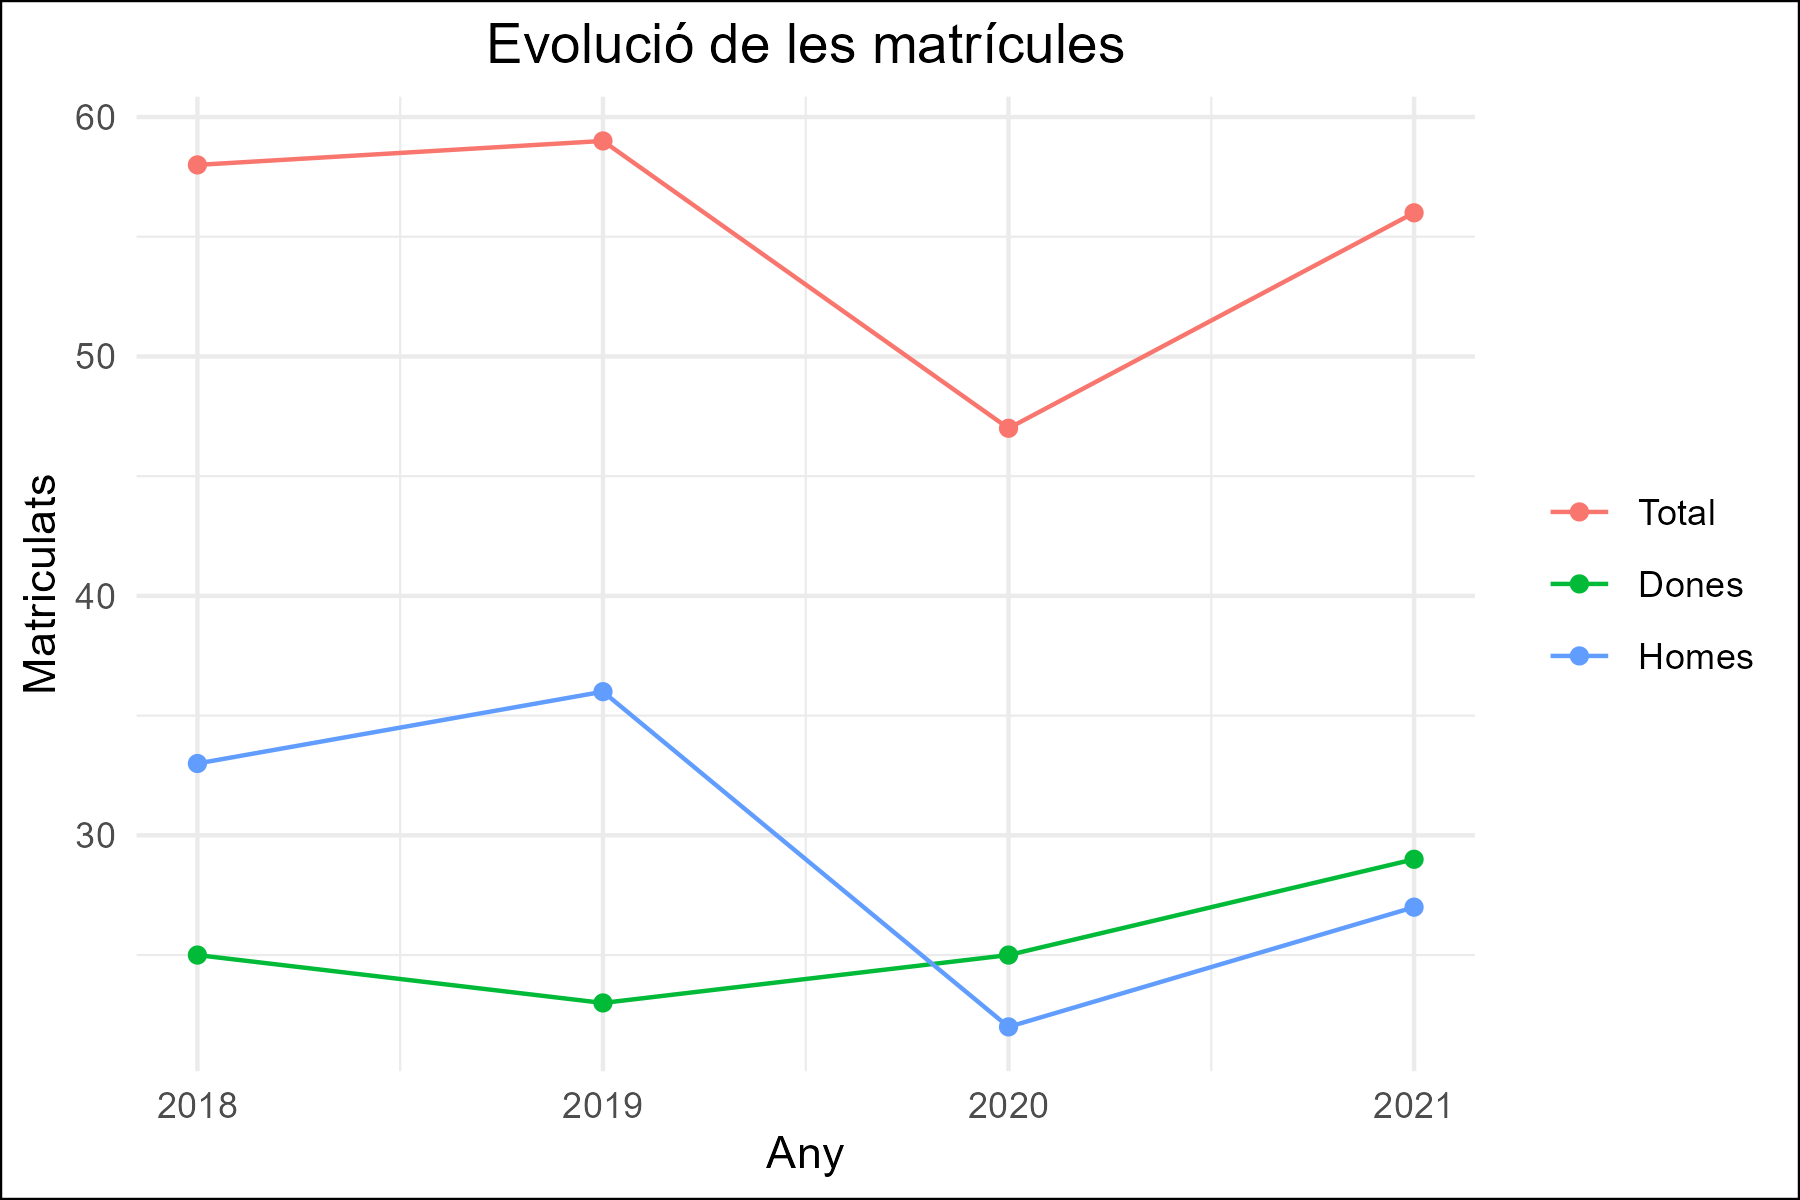 Evolució de les matrícules
Matriculats
60
50
40
30
2018 2019 2020 2021
Any
Total
Dones
Homes